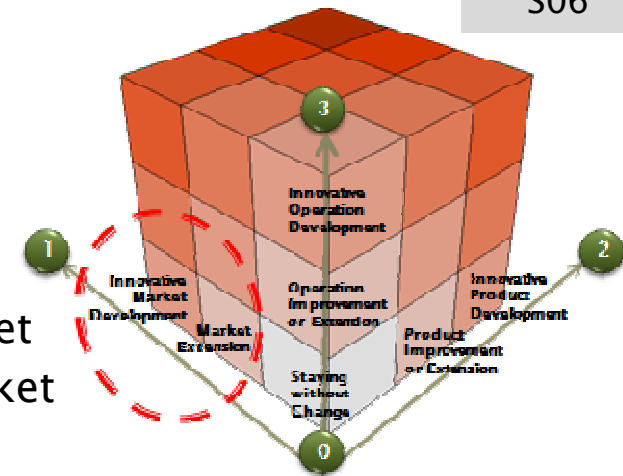 S06
3
Innovative
Operation
Development
1
2
Innovative
Market
Development
Operation
Improvement
or Extension
Innovative
Product
Development
Market
Extension
Product
Improvement
or Extension
et
ket
Staying
without
Change
0